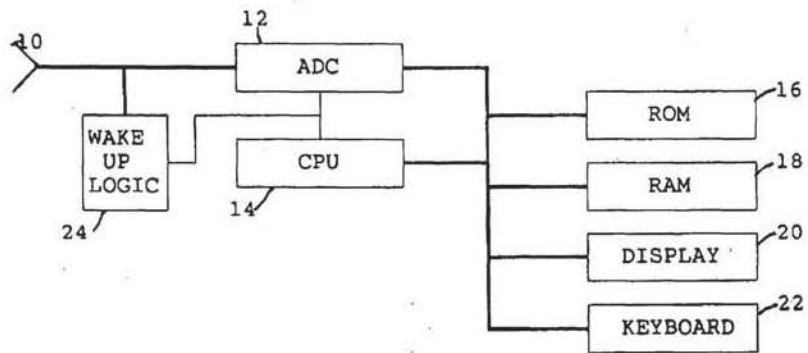 10
12
ADC
16
ROM
WAKE
UP
LOGIC
24
CPU
14
18
RAM
20
DISPLAY
22
KEYBOARD